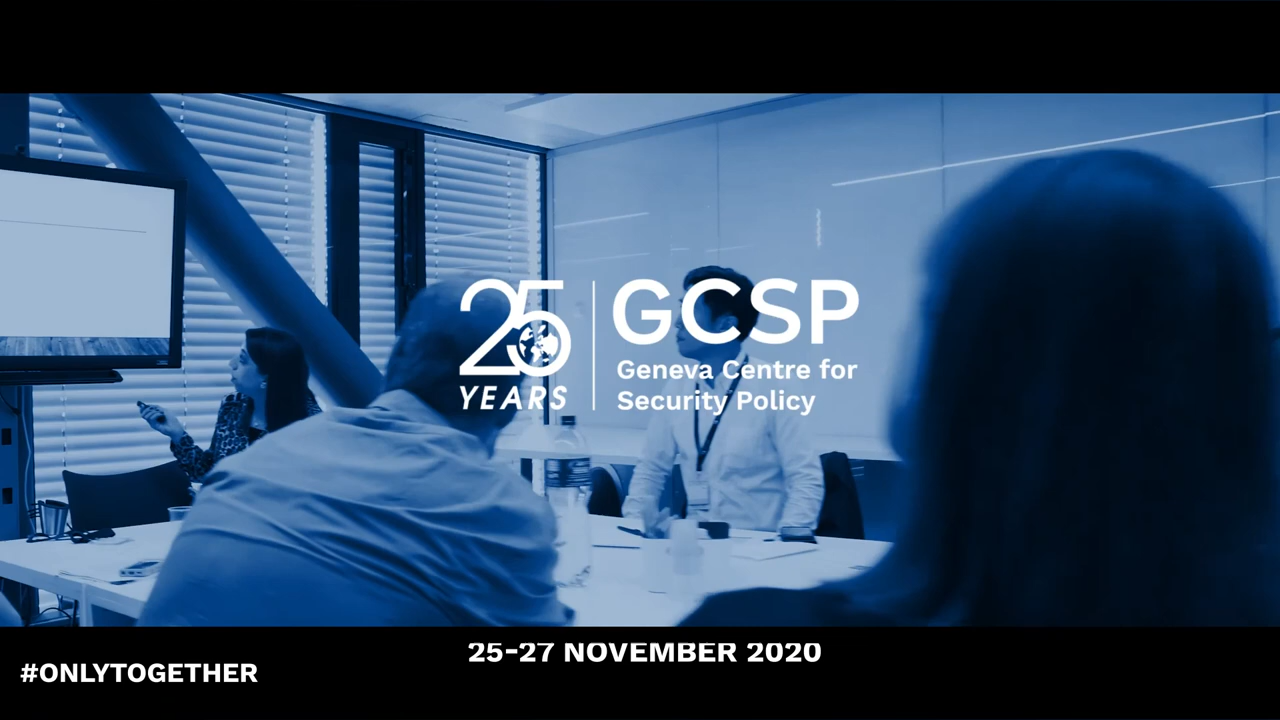 25
YEARS
GCSP
Geneva Centre for
Security Policy
25-27 NOVEMBER 2020
#ONLYTOGETHER